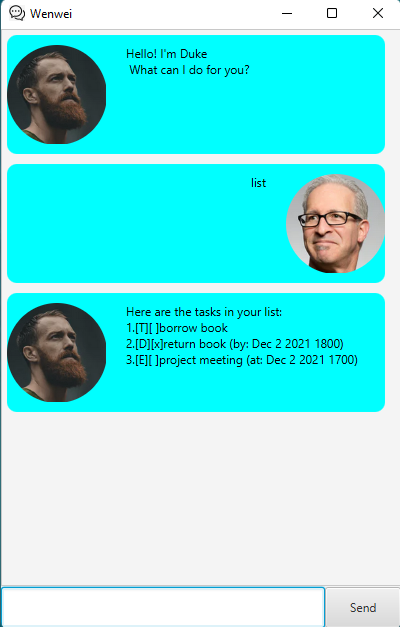 Wenwei
Hello! I'm Duke
What can I do for you?
list
Here are the tasks in your list:
1.[T][ ]borrow book
2.[D][x]return book (by: Dec 2 2021 1800)
3.[E][ ]project meeting (at: Dec 2 2021 1700)
Send